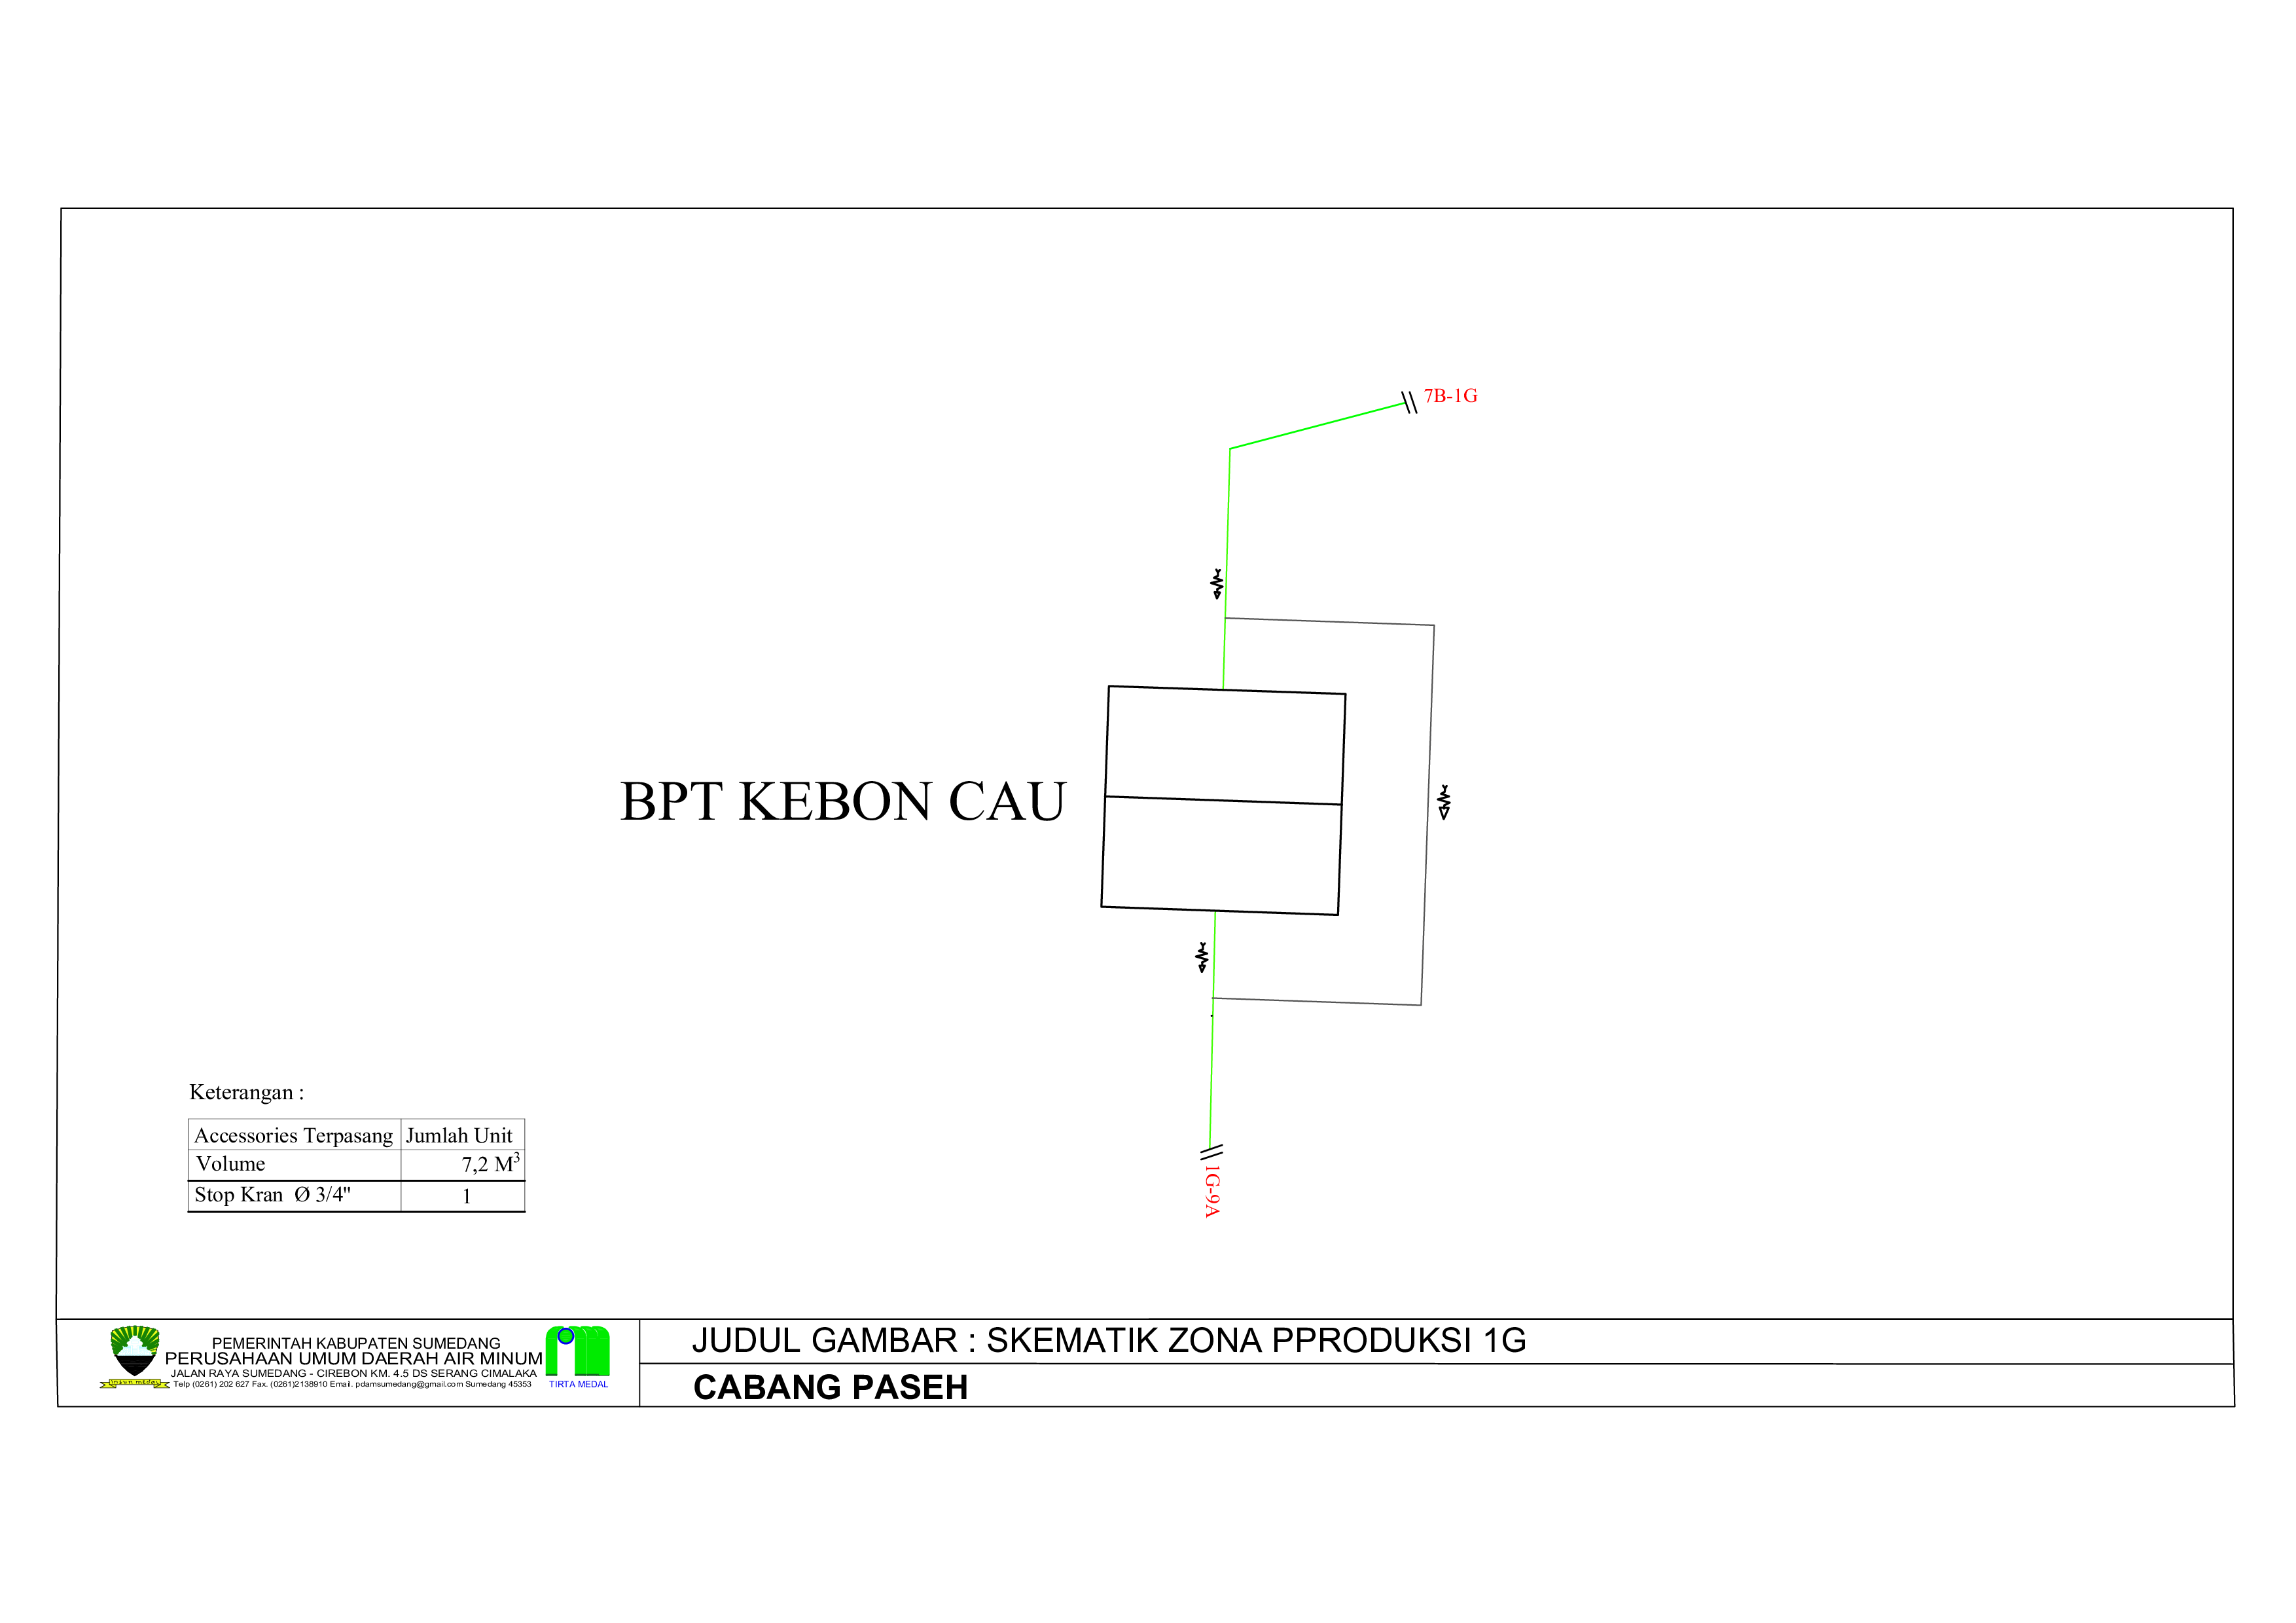 7B-1G
BPT KEBON CAU
1G-9A
Keterangan :
Accessories Terpasang Jumlah Unit
Volume 7,2 M³
Stop Kran Ø 3/4" 1
insun medal
PEMERINTAH KABUPATEN SUMEDANG
PERUSAHAAN UMUM DAERAH AIR MINUM
JALAN RAYA SUMEDANG - CIREBON KM. 4.5 DS SERANG CIMALAKA
Telp (0261) 202 627 Fax. (0261)2138910 Email. pdamsumedang@gmail.com Sumedang 45353
TIRTA MEDAL
JUDUL GAMBAR : SKEMATIK ZONA PPRODUKSI 1G
CABANG PASEH